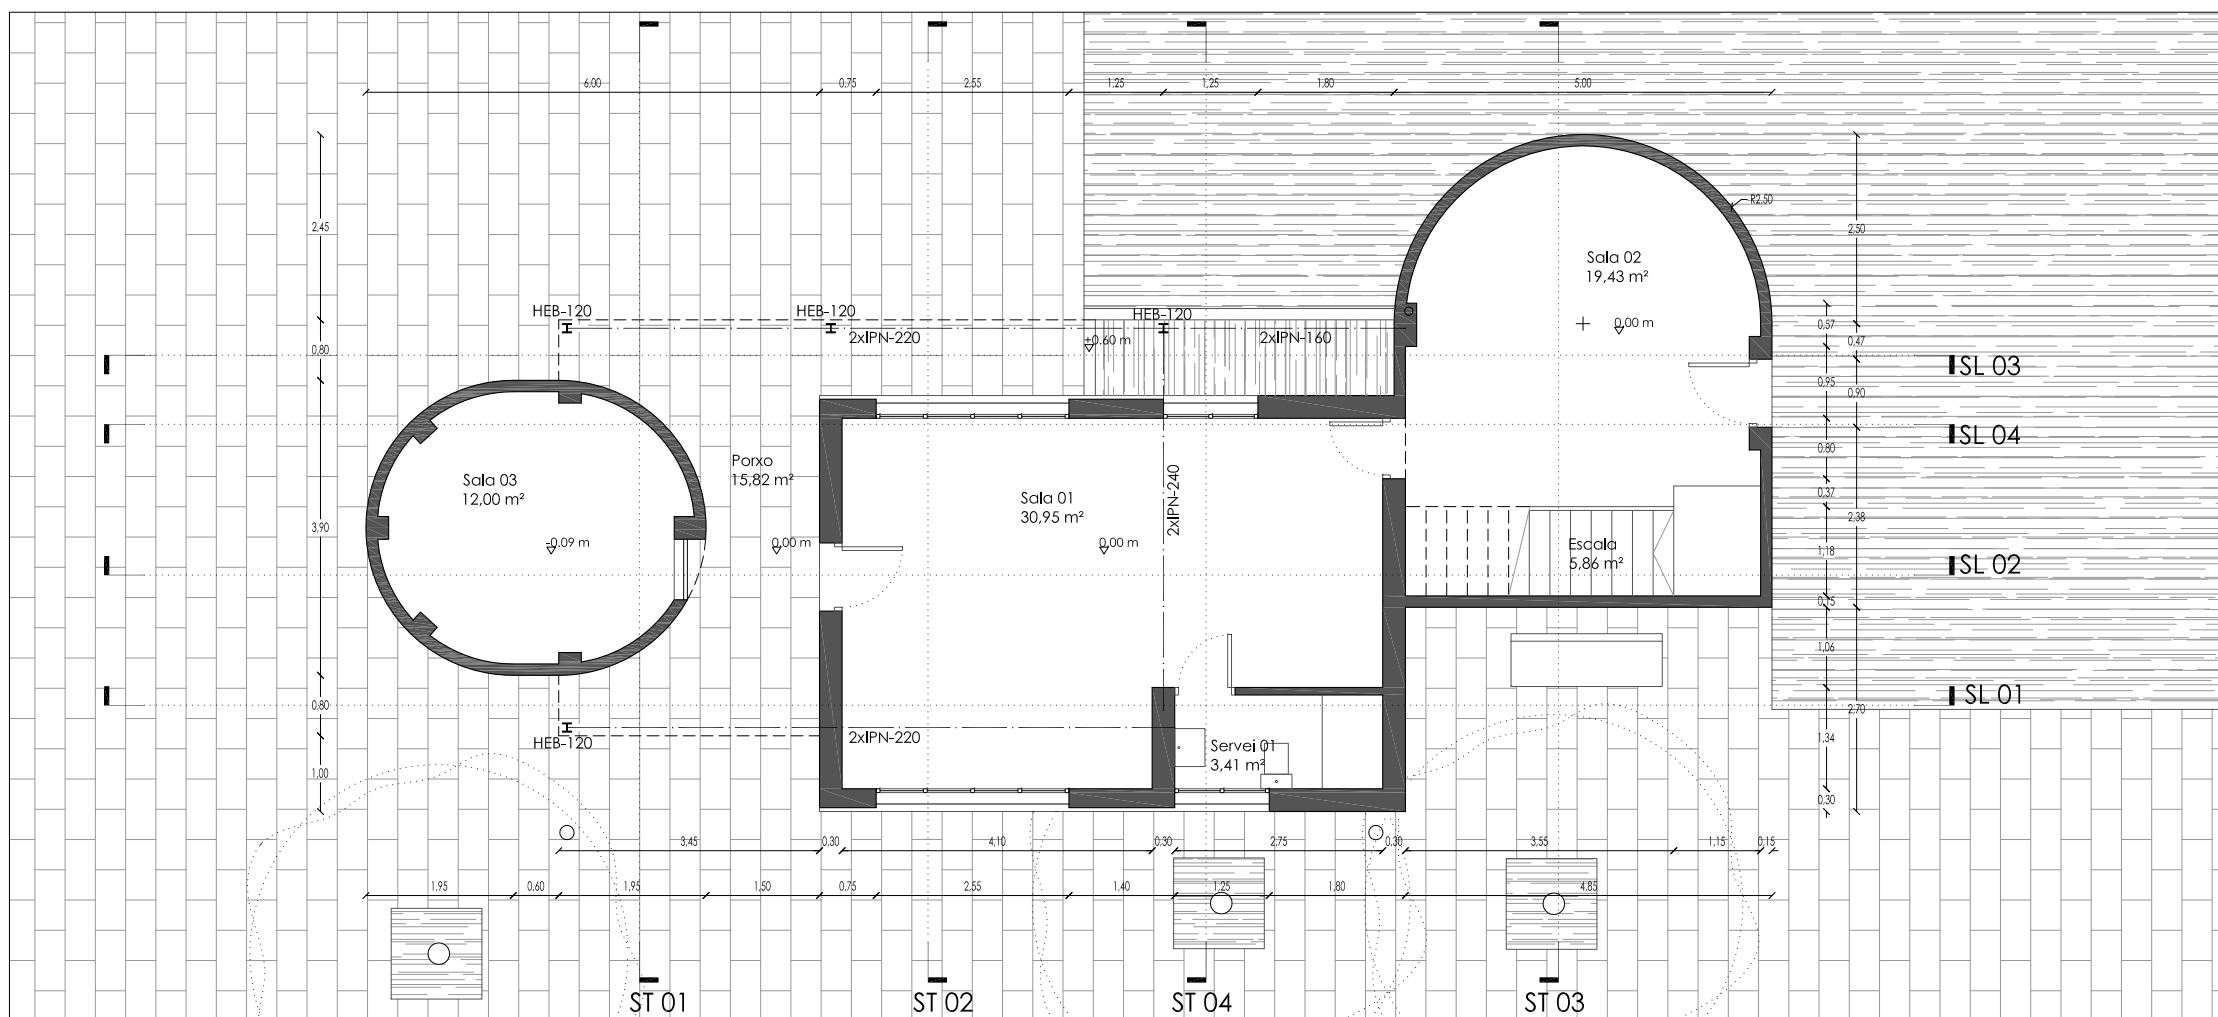 6,00
0,75
2,55
1,25
1,25
1,80
5,00
2,45
R2,50
2,50
Sala 02
19,43 m²
HEB-120
HEB-120
HEB-120
0,00 m
0,57
0,47
2xIPN-220
+0.60 m
2xIPN-160
0,80
SL 03
0,95
0,90
SL 04
0,80
Porxo
15,82 m²
Sala 03
12,00 m²
Sala 01
30,95 m²
2xIPN-240
0,37
3,90
2,38
-0.09 m
0,00 m
0,00 m
Escala
5,86 m²
1,18
SL 02
0,15
1,06
SL 01
0,80
2,70
HEB-120
2xIPN-220
Servei 01
3,41 m²
1,34
1,00
0,30
3,45
0,30
4,10
0,30
2,75
0,30
3,55
1,15
0,15
1,95
0,60
1,95
1,50
0,75
2,55
1,40
1,25
1,80
4,85
ST 01
ST 02
ST 04
ST 03